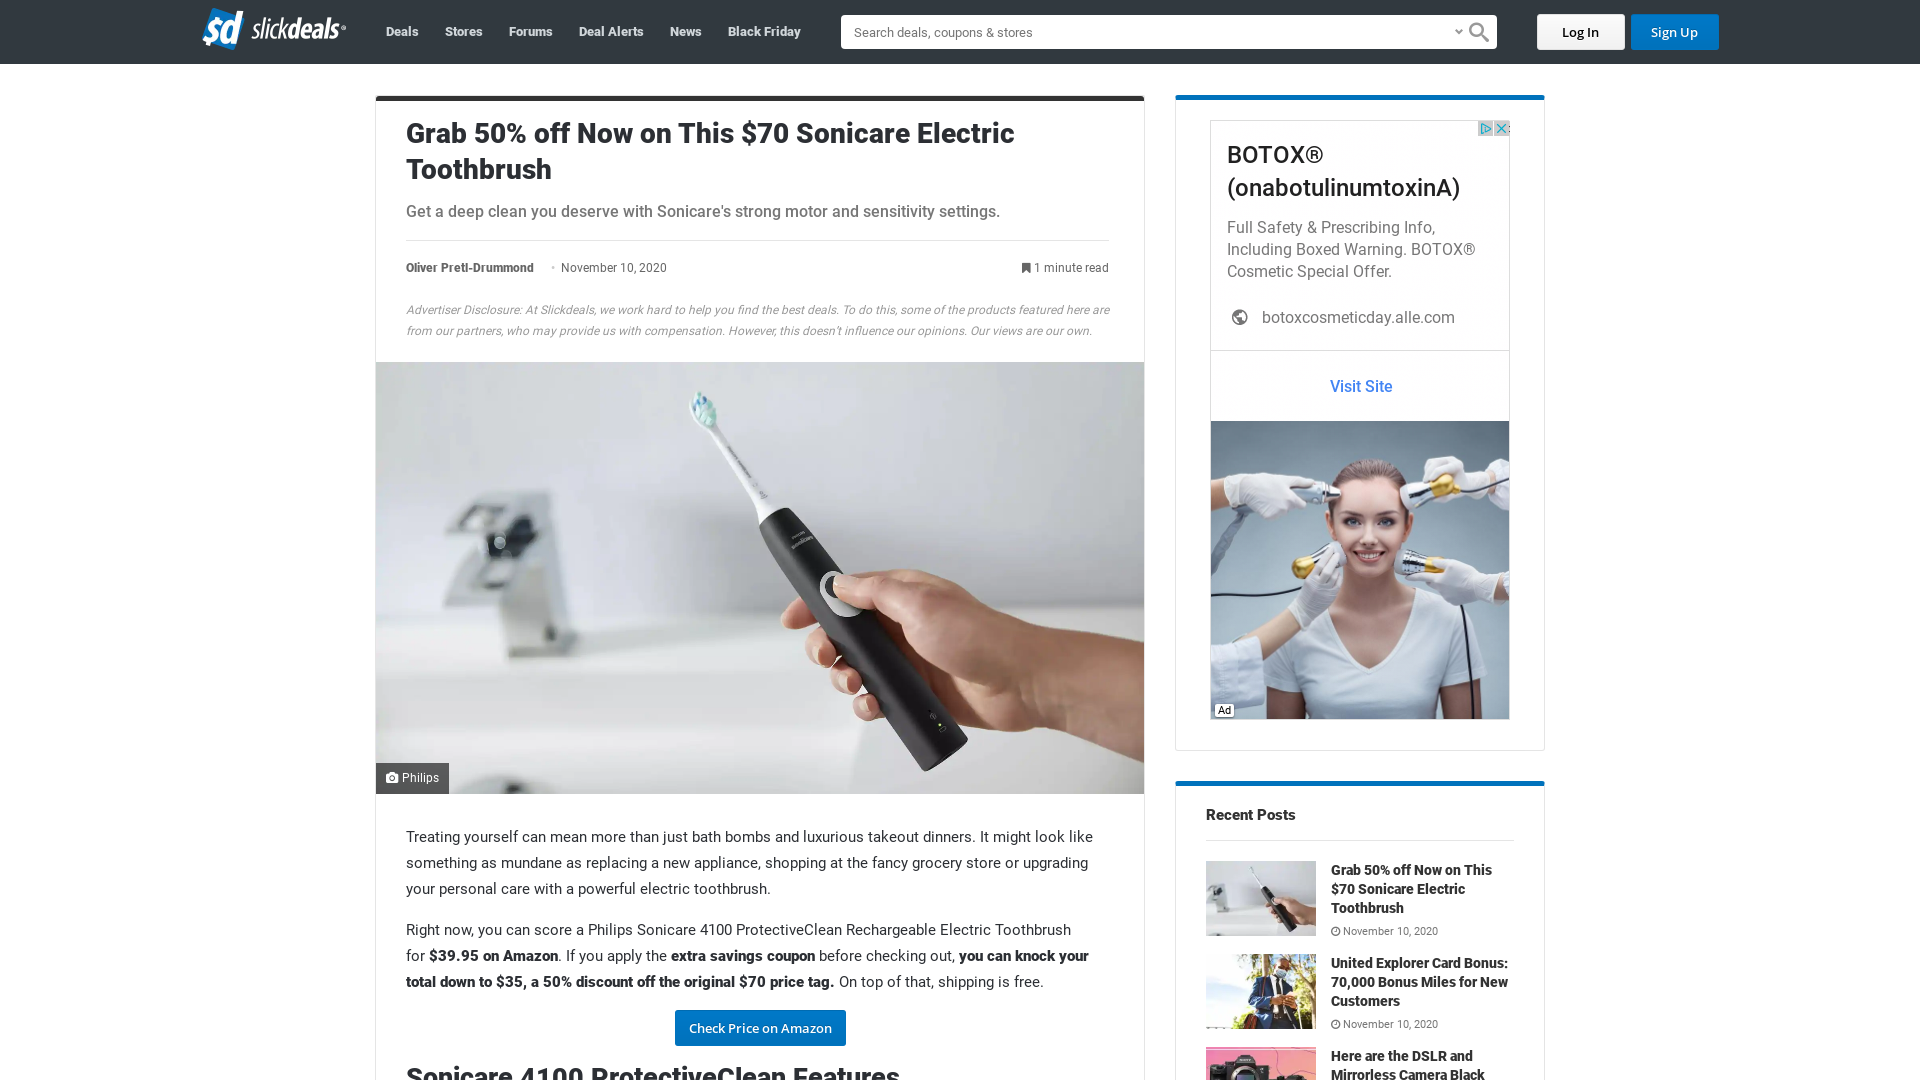 sd slickdeals
Deals
Stores
Forums
Deal Alerts
News
Black Friday
Search deals, coupons & stores
Log In
Sign Up
Grab 50% off Now on This $70 Sonicare Electric
Toothbrush
Get a deep clean you deserve with Sonicare's strong motor and sensitivity settings.
Oliver Pretl-Drummond • November 10, 2020
1 minute read
Advertiser Disclosure: At Slickdeals, we work hard to help you find the best deals. To do this, some of the products featured here are
from our partners, who may provide us with compensation. However, this doesn't influence our opinions. Our views are our own.
Philips
Treating yourself can mean more than just bath bombs and luxurious takeout dinners. It might look like
something as mundane as replacing a new appliance, shopping at the fancy grocery store or upgrading
your personal care with a powerful electric toothbrush.
Right now, you can score a Philips Sonicare 4100 ProtectiveClean Rechargeable Electric Toothbrush
for $39.95 on Amazon. If you apply the extra savings coupon before checking out, you can knock your
total down to $35, a 50% discount off the original $70 price tag. On top of that, shipping is free.
Check Price on Amazon
Sonicare 4100 ProtectiveClean Features
BOTOX®
(onabotulinumtoxinA)
Full Safety & Prescribing Info,
Including Boxed Warning. BOTOX®
Cosmetic Special Offer.
botoxcosmeticday.alle.com
Visit Site
Ad
Recent Posts
Grab 50% off Now on This
$70 Sonicare Electric
Toothbrush
November 10, 2020
United Explorer Card Bonus:
70,000 Bonus Miles for New
Customers
November 10, 2020
Here are the DSLR and
Mirrorless Camera Black